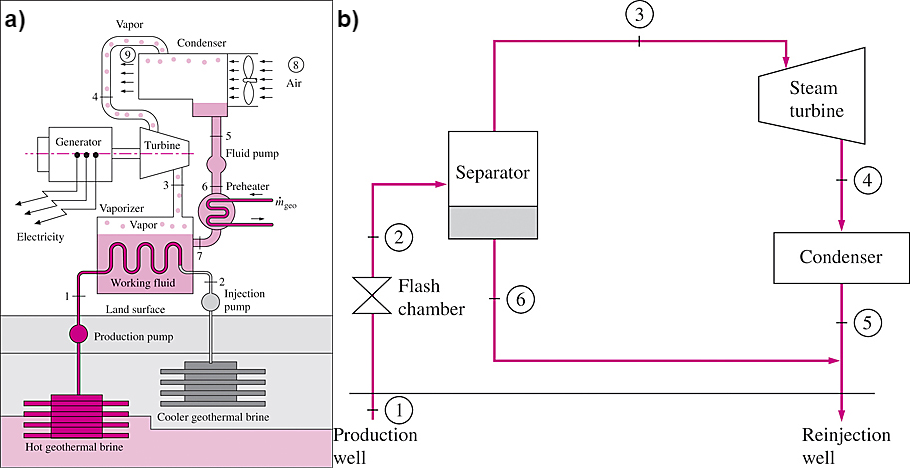 a)
Vapor
Condenser
9
8
Air
4
5
Generator
Turbine
Fluid pump
3
6
Preheater
ṁgeo
Vaporizer
Electricity
Vapor
7
Working fluid
1
2
Injection
pump
Land surface
Production pump
Cooler geothermal brine
Hot geothermal brine
b)
3
Steam
turbine
Separator
4
2
Condenser
Flash
chamber
6
5
1
Production
well
Reinjection
well